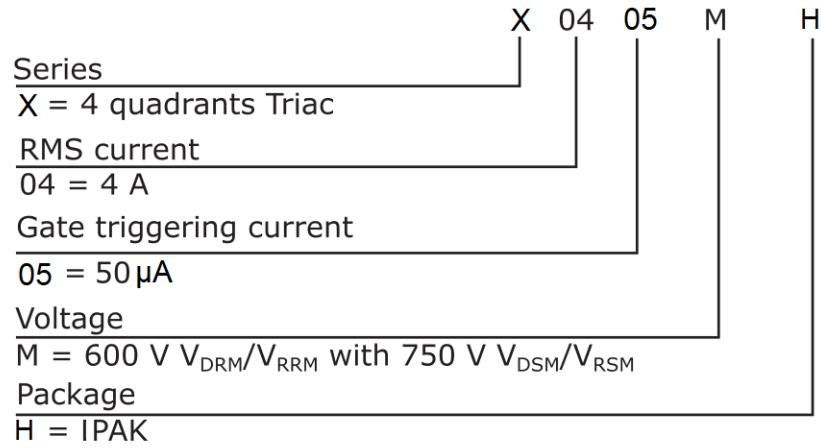 X 04 05 M H
Series
X = 4 quadrants Triac
RMS current
04 = 4 A
Gate triggering current
05 = 50 µA
Voltage
M = 600 V VDRM/VRRM with 750 V VDSM/VRSM
Package
H = IPAK